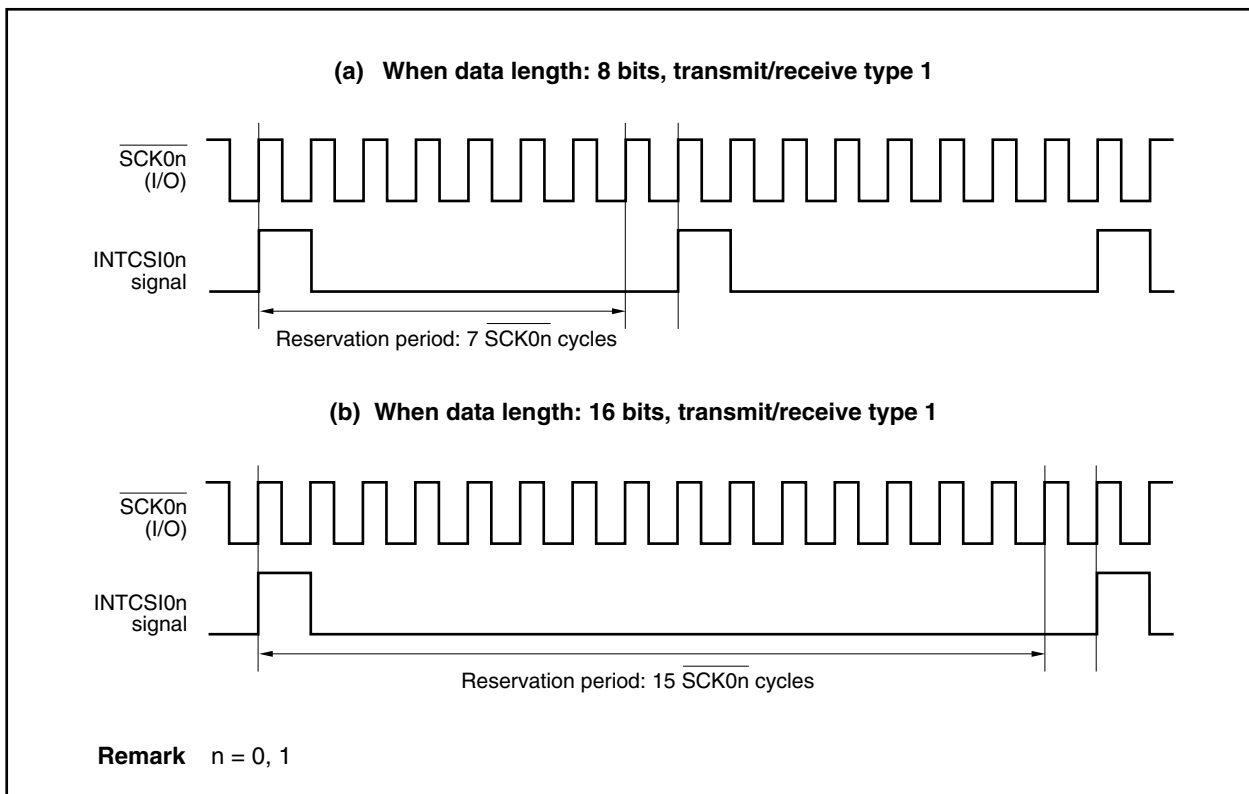 (a) When data length: 8 bits, transmit/receive type 1
SCK0n
(I/O)
INTCSI0n
signal
Reservation period: 7 SCK0n cycles
(b) When data length: 16 bits, transmit/receive type 1
SCK0n
(I/O)
INTCSI0n
signal
Reservation period: 15 SCK0n cycles
Remark n = 0, 1